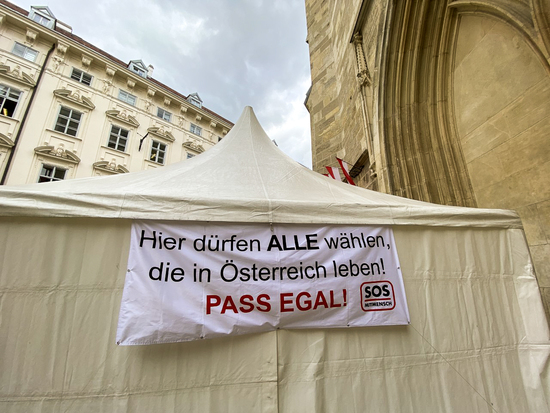 Hier dürfen ALLE wählen,
die in Österreich leben!
PASS EGAL!
SOS
MITMENSCH